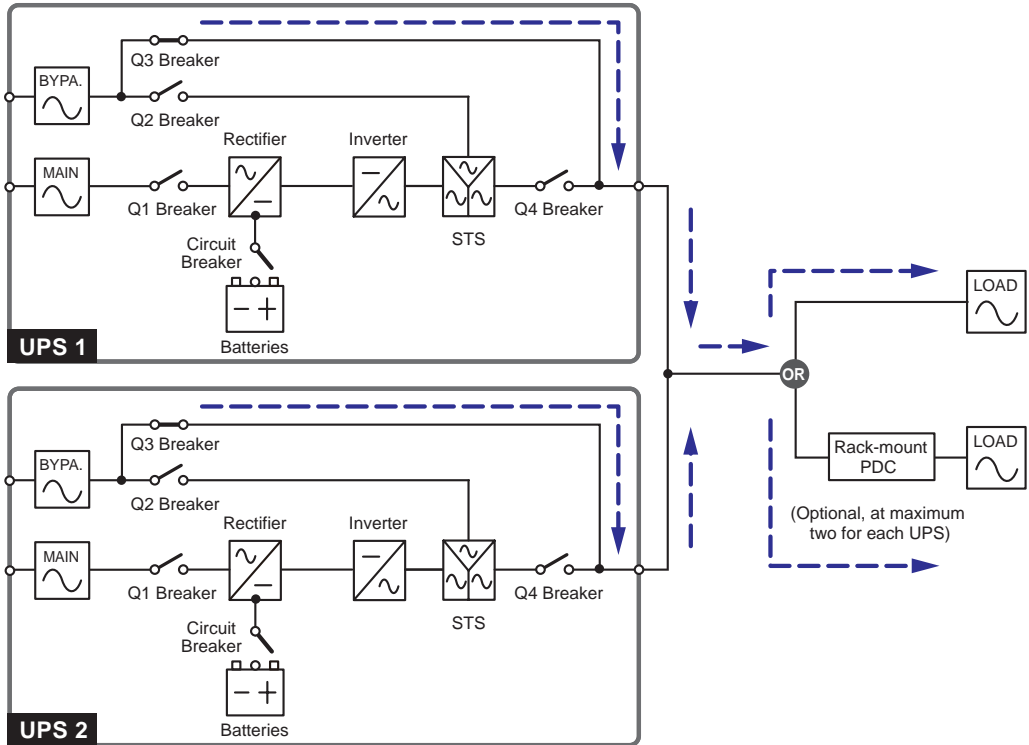 Q3 Breaker
BYPA.
Q2 Breaker
Rectifier
Inverter
MAIN
Q1 Breaker
STS
Q4 Breaker
Circuit
Breaker
Batteries
UPS 1
LOAD
OR
Rack-mount
PDC
LOAD
(Optional, at maximum
two for each UPS)
Q3 Breaker
BYPA.
Q2 Breaker
Rectifier
Inverter
MAIN
Q1 Breaker
STS
Q4 Breaker
Circuit
Breaker
Batteries
UPS 2